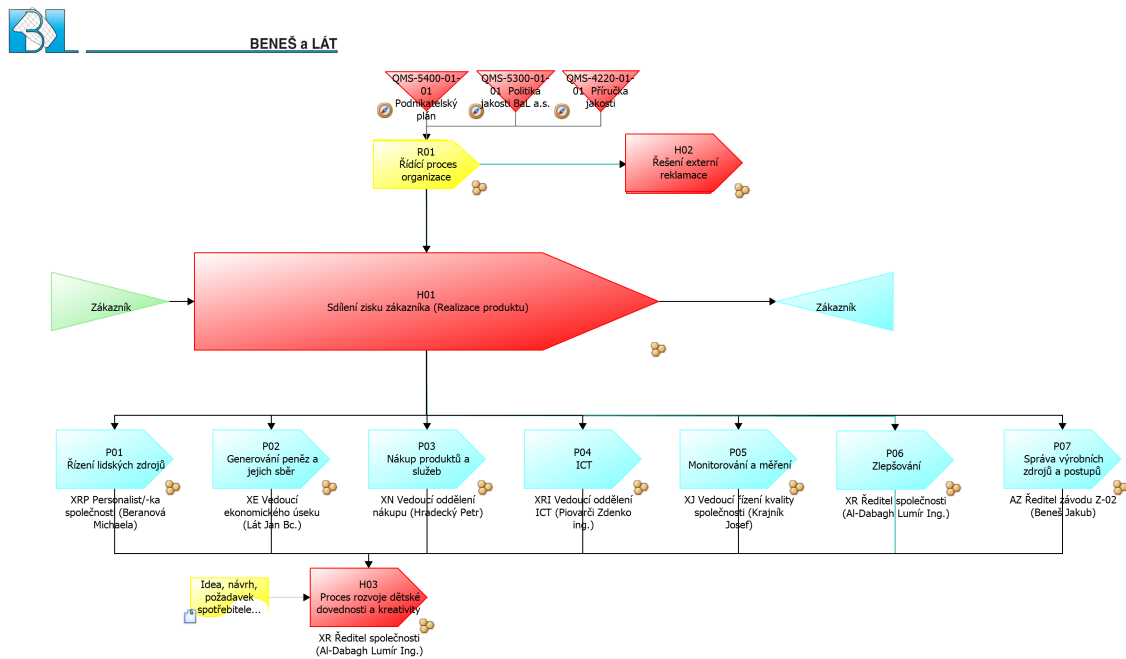 BL
BENEŠ a LÁT
QMS-5400-01-
01
Podnikatelský
plán
QMS-5300-01-
01 Politika
jakosti BaL a.s.
QMS-4220-01-
01 Příručka
jakosti
R01
Řídící proces
organizace
H02
Řešení externí
reklamace
Zákazník
H01
Sdílení zisku zákazníka (Realizace produktu)
Zákazník
P01
Řízení lidských zdrojů
XRP Personalist/-ka
společnosti (Beranová
Michaela)
P02
Generování peněz a
jejich sběr
XE Vedoucí
ekonomického úseku
(Lát Jan Bc.)
P03
Nákup produktů a
služeb
XN Vedoucí oddělení
nákupu (Hradecký Petr)
P04
ICT
XRI Vedoucí oddělení
ICT (Piovarči Zdenko
ing.)
P05
Monitorování a měření
XJ Vedoucí řízení kvality
společnosti (Krajník
Josef)
P06
Zlepšování
XR Ředitel společnosti
(Al-Dabagh Lumír Ing.)
P07
Správa výrobních
zdrojů a postupů
AZ Ředitel závodu Z-02
(Beneš Jakub)
Idea, návrh,
požadavek
spotřebitele...
H03
Proces rozvoje dětské
dovednosti a kreativity
XR Ředitel společnosti
(Al-Dabagh Lumír Ing.)